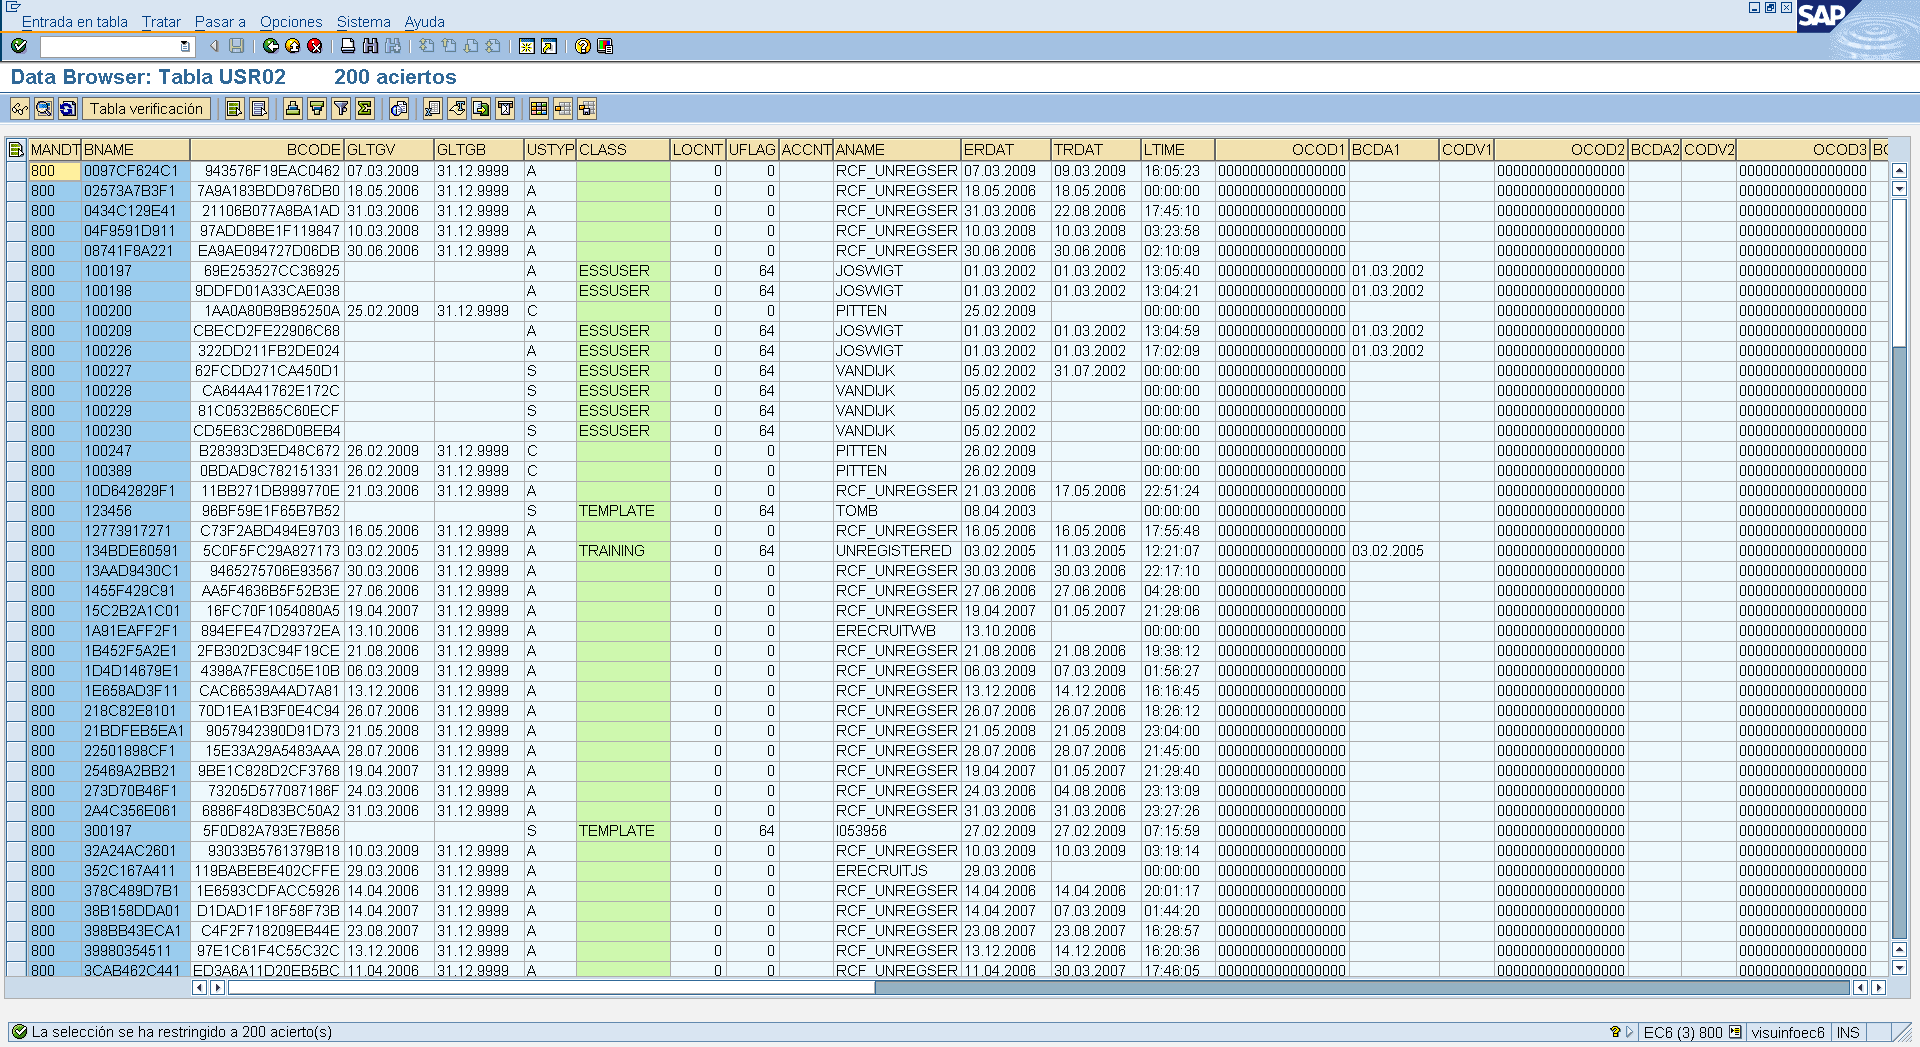 Entrada en tabla Tratar Pasar a Opciones Sistema Ayuda
SAP
Data Browser: Tabla USR02 200 aciertos
Tabla verificación
MANDT BNAME BCODE GLTGV GLTGB USTYP CLASS LOCNT UFLAG ACCNT ANAME ERDAT TRDAT LTIME OCOD1 BCDA1 CODV1 OCOD2 BCDA2 CODV2 OCOD3 BC
800 0097CF624C1 943576F19EAC0462 07.03.2009 31.12.9999 A 0 0 RCF_UNREGSER 07.03.2009 09.03.2009 16:05:23 0000000000000000 0000000000000000 0000000000000000
800 02573A7B3F1 7A9A183BDD976DB0 18.05.2006 31.12.9999 A 0 0 RCF_UNREGSER 18.05.2006 18.05.2006 00:00:00 0000000000000000 0000000000000000 0000000000000000
800 0434C129E41 21106B077A8BA1AD 31.03.2006 31.12.9999 A 0 0 RCF_UNREGSER 31.03.2006 22.08.2006 17:45:10 0000000000000000 0000000000000000 0000000000000000
800 04F9591D911 97ADD8BE1F119847 10.03.2008 31.12.9999 A 0 0 RCF_UNREGSER 10.03.2008 10.03.2008 03:23:58 0000000000000000 0000000000000000 0000000000000000
800 08741F8A221 EA9AE094727D06DB 30.06.2006 31.12.9999 A 0 0 RCF_UNREGSER 30.06.2006 30.06.2006 02:10:09 0000000000000000 0000000000000000 0000000000000000
800 100197 69E253527CC36925 A ESSUSER 0 64 JOSWIGT 01.03.2002 01.03.2002 13:05:40 0000000000000000 01.03.2002 0000000000000000 0000000000000000
800 100198 9DDFD01A33CAE038 A ESSUSER 0 64 JOSWIGT 01.03.2002 01.03.2002 13:04:21 0000000000000000 01.03.2002 0000000000000000 0000000000000000
800 100200 1AA0A80B9B95250A 25.02.2009 31.12.9999 C 0 0 PITTEN 25.02.2009 00:00:00 0000000000000000 0000000000000000 0000000000000000
800 100209 CBECD2FE22906C68 A ESSUSER 0 64 JOSWIGT 01.03.2002 01.03.2002 13:04:59 0000000000000000 01.03.2002 0000000000000000 0000000000000000
800 100226 322DD211FB2DE024 A ESSUSER 0 64 JOSWIGT 01.03.2002 01.03.2002 17:02:09 0000000000000000 01.03.2002 0000000000000000 0000000000000000
800 100227 62FCDD271CA450D1 S ESSUSER 0 64 VANDIJK 05.02.2002 31.07.2002 00:00:00 0000000000000000 0000000000000000 0000000000000000
800 100228 CA644A41762E172C S ESSUSER 0 64 VANDIJK 05.02.2002 00:00:00 0000000000000000 0000000000000000 0000000000000000
800 100229 81C0532B65C60ECF S ESSUSER 0 64 VANDIJK 05.02.2002 00:00:00 0000000000000000 0000000000000000 0000000000000000
800 100230 CD5E63C286D0BEB4 S ESSUSER 0 64 VANDIJK 05.02.2002 00:00:00 0000000000000000 0000000000000000 0000000000000000
800 100247 B28393D3ED48C672 26.02.2009 31.12.9999 C 0 0 PITTEN 26.02.2009 00:00:00 0000000000000000 0000000000000000 0000000000000000
800 100389 0BDAD9C782151331 26.02.2009 31.12.9999 C 0 0 PITTEN 26.02.2009 00:00:00 0000000000000000 0000000000000000 0000000000000000
800 10D642829F1 11BB271DB999770E 21.03.2006 31.12.9999 A 0 0 RCF_UNREGSER 21.03.2006 17.05.2006 22:51:24 0000000000000000 0000000000000000 0000000000000000
800 123456 96BF59E1F65B7B52 S TEMPLATE 0 64 TOMB 08.04.2003 00:00:00 0000000000000000 0000000000000000 0000000000000000
800 12773917271 C73F2ABD494E9703 16.05.2006 31.12.9999 A 0 0 RCF_UNREGSER 16.05.2006 16.05.2006 17:55:48 0000000000000000 0000000000000000 0000000000000000
800 134BDE60591 5C0F5FC29A827173 03.02.2005 31.12.9999 A TRAINING 0 64 UNREGISTERED 03.02.2005 11.03.2005 12:21:07 0000000000000000 03.02.2005 0000000000000000 0000000000000000
800 13AAD9430C1 9465275706E93567 30.03.2006 31.12.9999 A 0 0 RCF_UNREGSER 30.03.2006 30.03.2006 22:17:10 0000000000000000 0000000000000000 0000000000000000
800 1455F429C91 AA5F4636B5F52B3E 27.06.2006 31.12.9999 A 0 0 RCF_UNREGSER 27.06.2006 27.06.2006 04:28:00 0000000000000000 0000000000000000 0000000000000000
800 15C2B2A1C01 16FC70F1054080A5 19.04.2007 31.12.9999 A 0 0 RCF_UNREGSER 19.04.2007 01.05.2007 21:29:06 0000000000000000 0000000000000000 0000000000000000
800 1A91EAFF2F1 894EFE47D29372EA 13.10.2006 31.12.9999 A 0 0 ERECRUITWB 13.10.2006 00:00:00 0000000000000000 0000000000000000 0000000000000000
800 1B452F5A2E1 2FB302D3C94F19CE 21.08.2006 31.12.9999 A 0 0 RCF_UNREGSER 21.08.2006 21.08.2006 19:38:12 0000000000000000 0000000000000000 0000000000000000
800 1D4D14679E1 4398A7FE8C05E10B 06.03.2009 31.12.9999 A 0 0 RCF_UNREGSER 06.03.2009 07.03.2009 01:56:27 0000000000000000 0000000000000000 0000000000000000
800 1E658AD3F11 CAC66539A4AD7A81 13.12.2006 31.12.9999 A 0 0 RCF_UNREGSER 13.12.2006 14.12.2006 16:16:45 0000000000000000 0000000000000000 0000000000000000
800 218C82E8101 70D1EA1B3F0E4C94 26.07.2006 31.12.9999 A 0 0 RCF_UNREGSER 26.07.2006 26.07.2006 18:26:12 0000000000000000 0000000000000000 0000000000000000
800 21BDFEB5EA1 9057942390D91D73 21.05.2008 31.12.9999 A 0 0 RCF_UNREGSER 21.05.2008 21.05.2008 23:04:00 0000000000000000 0000000000000000 0000000000000000
800 22501898CF1 15E33A29A5483AAA 28.07.2006 31.12.9999 A 0 0 RCF_UNREGSER 28.07.2006 28.07.2006 21:45:00 0000000000000000 0000000000000000 0000000000000000
800 25469A2BB21 9BE1C828D2CF3768 19.04.2007 31.12.9999 A 0 0 RCF_UNREGSER 19.04.2007 01.05.2007 21:29:40 0000000000000000 0000000000000000 0000000000000000
800 273D70B46F1 73205D577087186F 24.03.2006 31.12.9999 A 0 0 RCF_UNREGSER 24.03.2006 04.08.2006 23:13:09 0000000000000000 0000000000000000 0000000000000000
800 2A4C356E061 6886F48D83BC50A2 31.03.2006 31.12.9999 A 0 0 RCF_UNREGSER 31.03.2006 31.03.2006 23:27:26 0000000000000000 0000000000000000 0000000000000000
800 300197 5F0D82A793E7B856 S TEMPLATE 0 64 I053956 27.02.2009 27.02.2009 07:15:59 0000000000000000 0000000000000000 0000000000000000
800 32A24AC2601 93033B5761379B18 10.03.2009 31.12.9999 A 0 0 RCF_UNREGSER 10.03.2009 10.03.2009 03:19:14 0000000000000000 0000000000000000 0000000000000000
800 352C167A411 119BABEBE402CFFE 29.03.2006 31.12.9999 A 0 0 ERECRUITJS 29.03.2006 00:00:00 0000000000000000 0000000000000000 0000000000000000
800 378C489D7B1 1E6593CDFACC5926 14.04.2006 31.12.9999 A 0 0 RCF_UNREGSER 14.04.2006 14.04.2006 20:01:17 0000000000000000 0000000000000000 0000000000000000
800 38B158DDA01 D1DAD1F18F58F73B 14.04.2007 31.12.9999 A 0 0 RCF_UNREGSER 14.04.2007 07.03.2009 01:44:20 0000000000000000 0000000000000000 0000000000000000
800 398BB43ECA1 C4F2F718209EB44E 23.08.2007 31.12.9999 A 0 0 RCF_UNREGSER 23.08.2007 23.08.2007 16:28:57 0000000000000000 0000000000000000 0000000000000000
800 39980354511 97E1C61F4C55C32C 13.12.2006 31.12.9999 A 0 0 RCF_UNREGSER 13.12.2006 14.12.2006 16:20:36 0000000000000000 0000000000000000 0000000000000000
800 3CAB462C441 ED3A6A11D20EB5BC 11.04.2006 31.12.9999 A 0 0 RCF_UNREGSER 11.04.2006 30.03.2007 17:46:05 0000000000000000 0000000000000000 0000000000000000
La selección se ha restringido a 200 acierto(s) EC6 (3) 800 visuinfoec6 INS